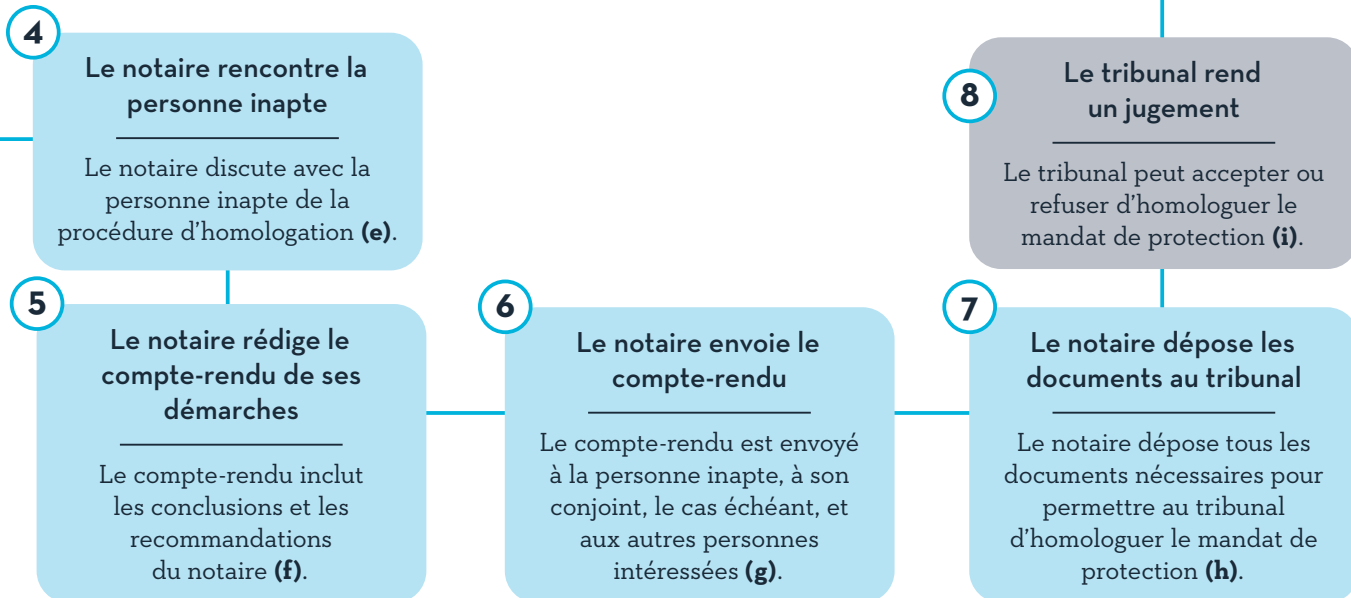 4
Le notaire rencontre la
personne inapte
Le notaire discute avec la
personne inapte de la
procédure d'homologation (e).
5
Le notaire rédige le
compte-rendu de ses
démarches
Le compte-rendu inclut
les conclusions et les
recommandations
du notaire (f).
6
Le notaire envoie le
compte-rendu
Le compte-rendu est envoyé
à la personne inapte, à son
conjoint, le cas échéant, et
aux autres personnes
intéressées (g).
7
Le notaire dépose les
documents au tribunal
Le notaire dépose tous les
documents nécessaires pour
permettre au tribunal
d'homologuer le mandat de
protection (h).
8
Le tribunal rend
un jugement
Le tribunal peut accepter ou
refuser d'homologuer le
mandat de protection (i).